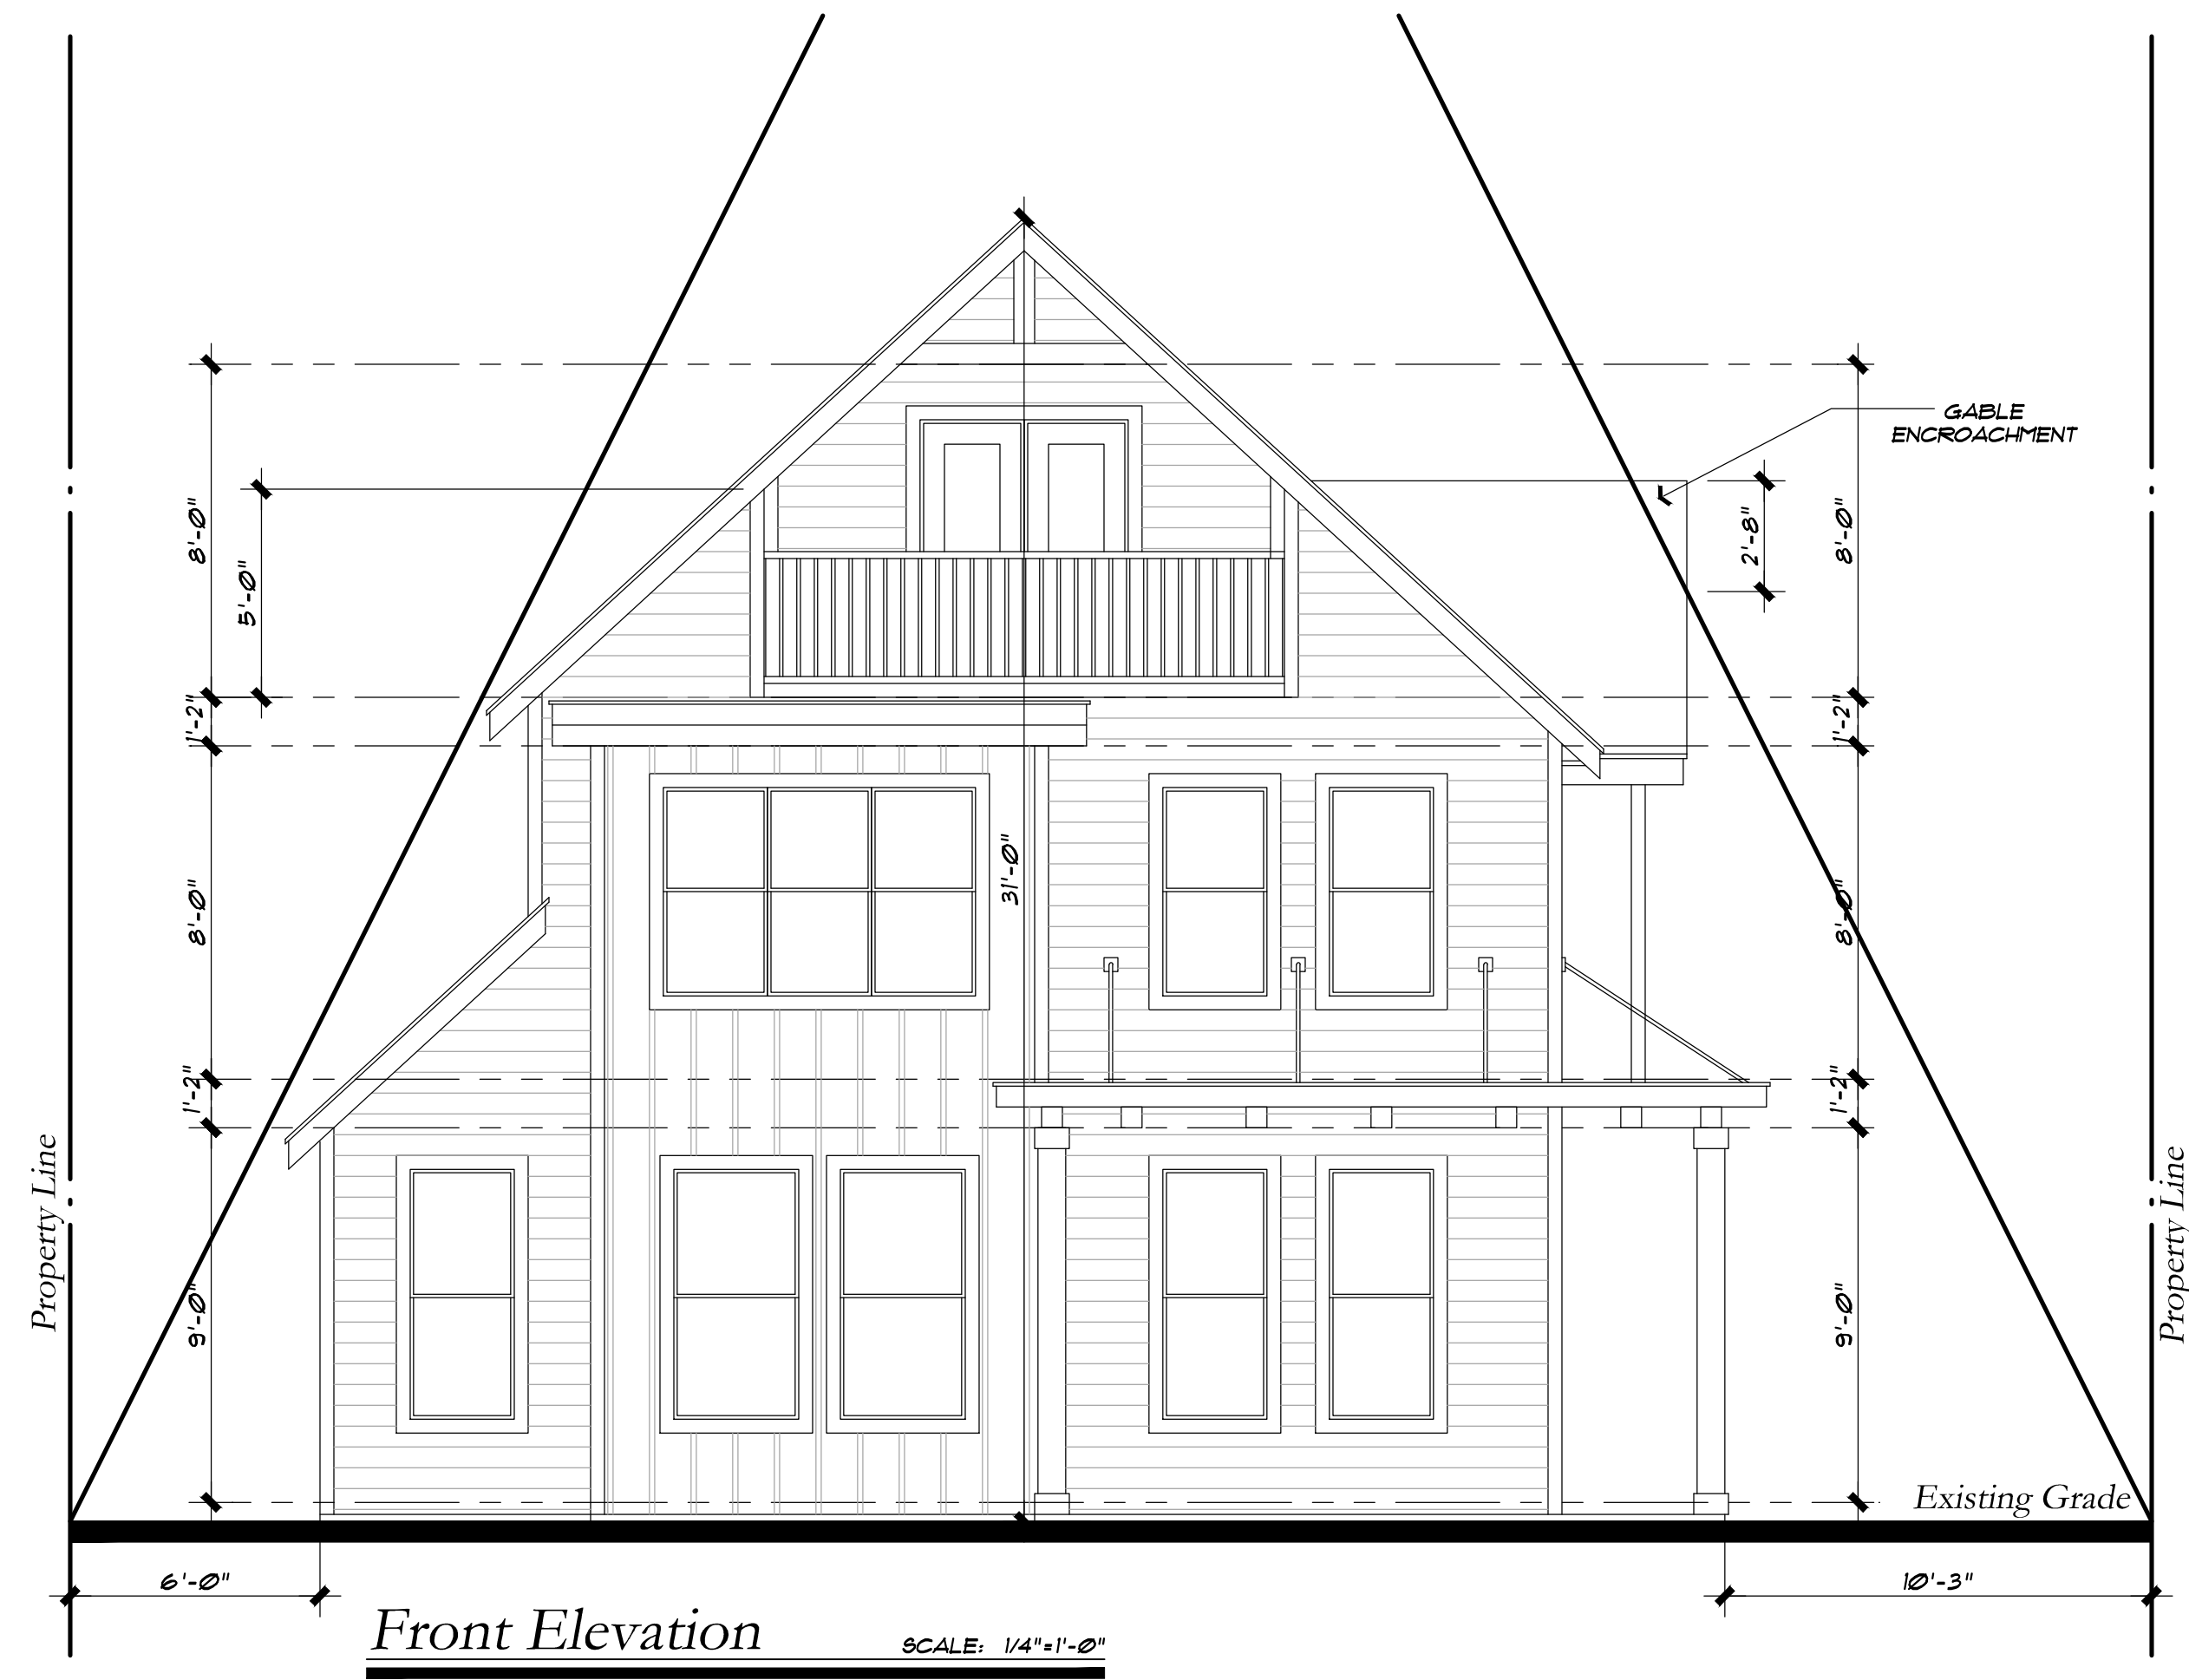 GABLE
ENCROACHMENT
8'-0"
5'-0"
2'-8"
8'-0"
1'-2"
1'-2"
8'-0"
31'-0"
8'-0"
1'-2"
1'-2"
Property Line
Property Line
9'-0"
9'-0"
Existing Grade
6'-0"
10'-3"
Front Elevation
SCALE: 1/4"=1'-0"